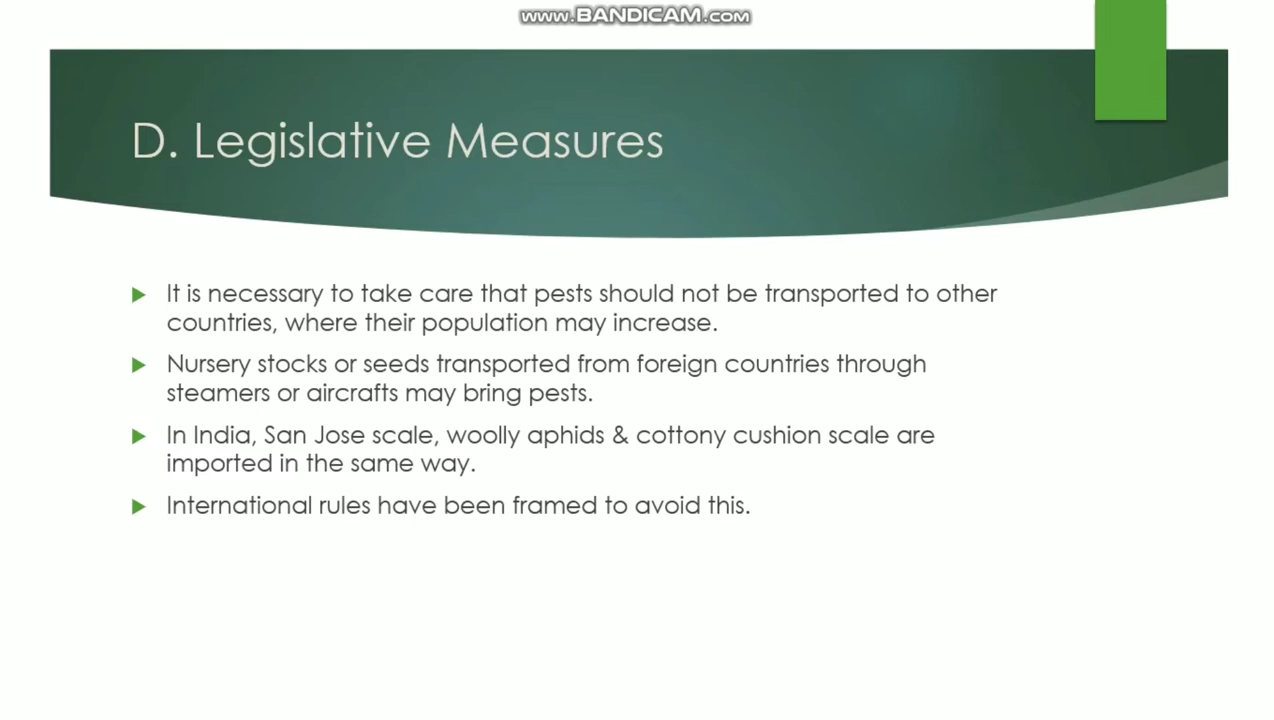 www.BANDICAM.com
D. Legislative Measures
It is necessary to take care that pests should not be transported to other
countries, where their population may increase.
Nursery stocks or seeds transported from foreign countries through
steamers or aircrafts may bring pests.
In India, San Jose scale, woolly aphids & cottony cushion scale are
imported in the same way.
International rules have been framed to avoid this.